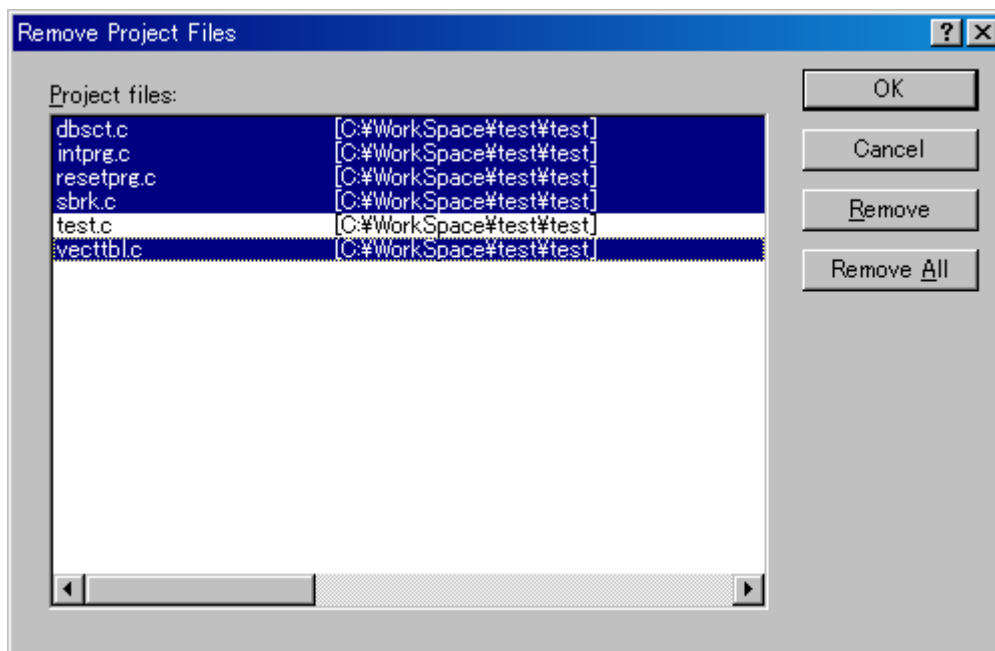 Remove Project Files
Project files:
OK
dbsct.c [C:¥WorkSpace¥test¥test]
intprg.c [C:¥WorkSpace¥test¥test]
Cancel
resetprg.c [C:¥WorkSpace¥test¥test]
sbrk.c [C:¥WorkSpace¥test¥test]
Remove
test.c [C:¥WorkSpace¥test¥test]
vecttbl.c [C:¥WorkSpace¥test¥test]
Remove All